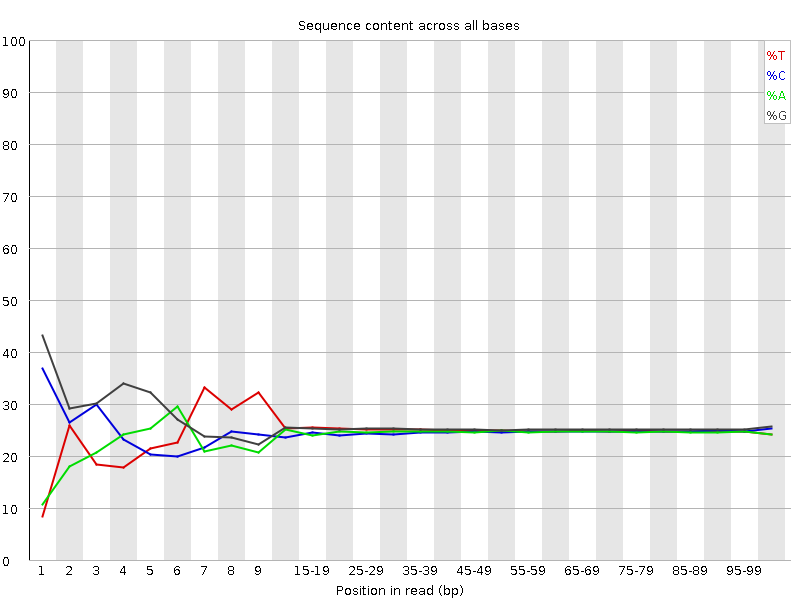 Sequence content across all bases
100
90
80
70
60
50
40
30
20
10
0
%T
%C
%A
%G
1 2 3 4 5 6 7 8 9 15-19 25-29 35-39 45-49 55-59 65-69 75-79 85-89 95-99
Position in read (bp)